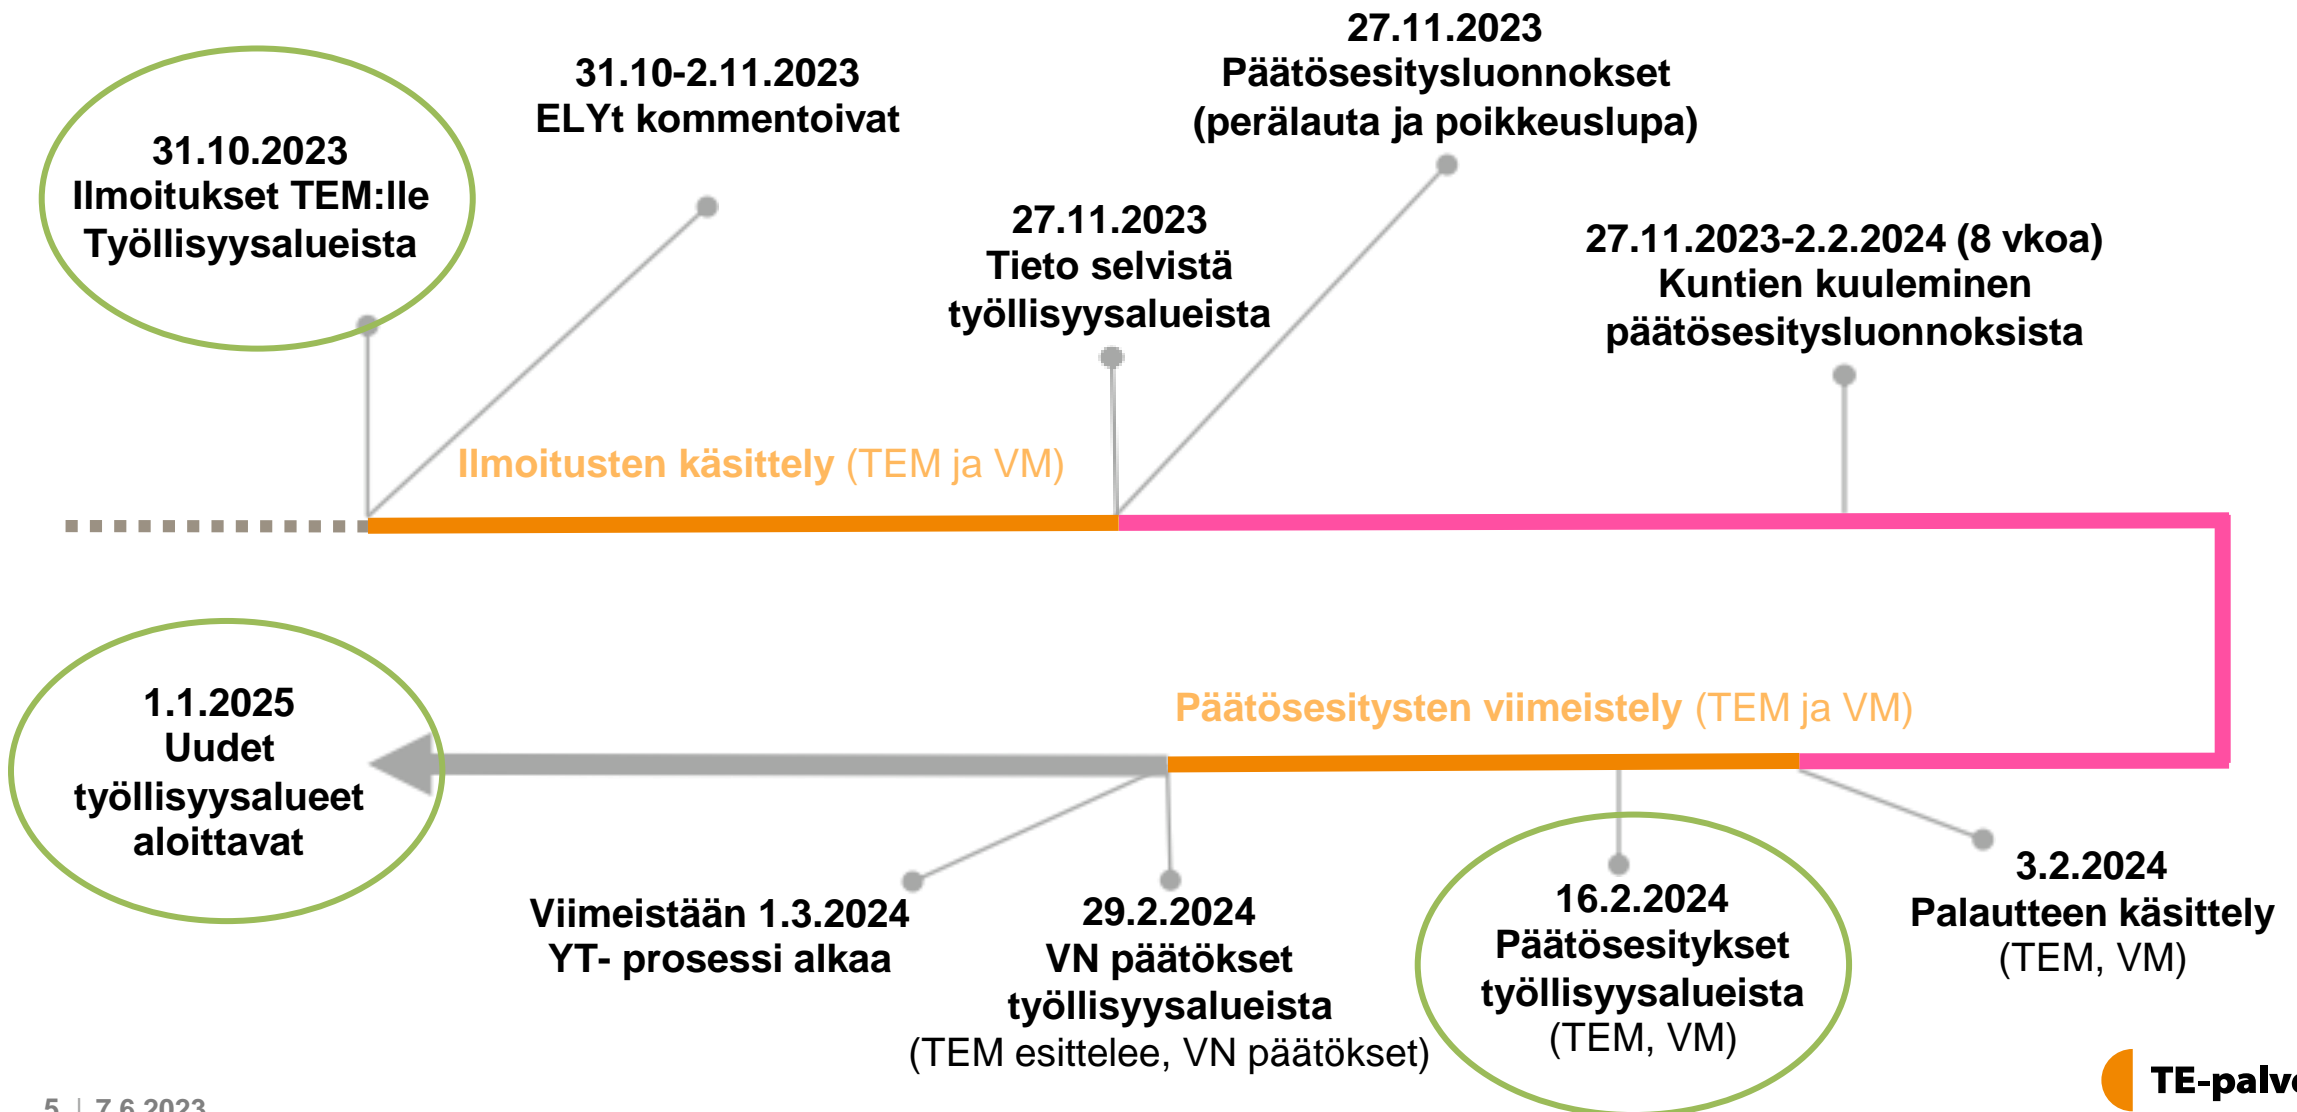 31.10.2023
Ilmoitukset TEM:lle
Työllisyysalueista
31.10-2.11.2023
ELYt kommentoivat
27.11.2023
Tieto selvistä
työllisyysalueista
27.11.2023
Päätösesitysluonnokset
(perälauta ja poikkeuslupa)
27.11.2023-2.2.2024 (8 vkoa)
Kuntien kuuleminen
päätösesitysluonnoksista
Ilmoitusten käsittely (TEM ja VM)
Päätösesitysten viimeistely (TEM ja VM)
3.2.2024
Palautteen käsittely
(TEM, VM)
16.2.2024
Päätösesitykset
työllisyysalueista
(TEM, VM)
29.2.2024
VN päätökset
työllisyysalueista
(TEM esittelee, VN päätökset)
Viimeistään 1.3.2024
YT- prosessi alkaa
1.1.2025
Uudet
työllisyysalueet
aloittavat
5 | 7.6.2023